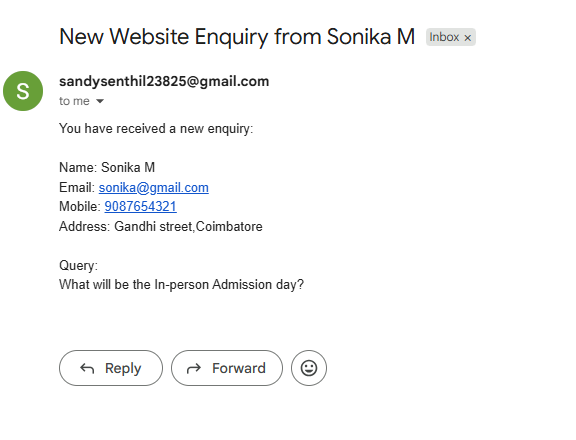 New Website Enquiry from Sonika M Inbox ×
S
sandysenthil23825@gmail.com
to me
You have received a new enquiry:
Name: Sonika M
Email: sonika@gmail.com
Mobile: 9087654321
Address: Gandhi street,Coimbatore
Query:
What will be the In-person Admission day?
Reply Forward